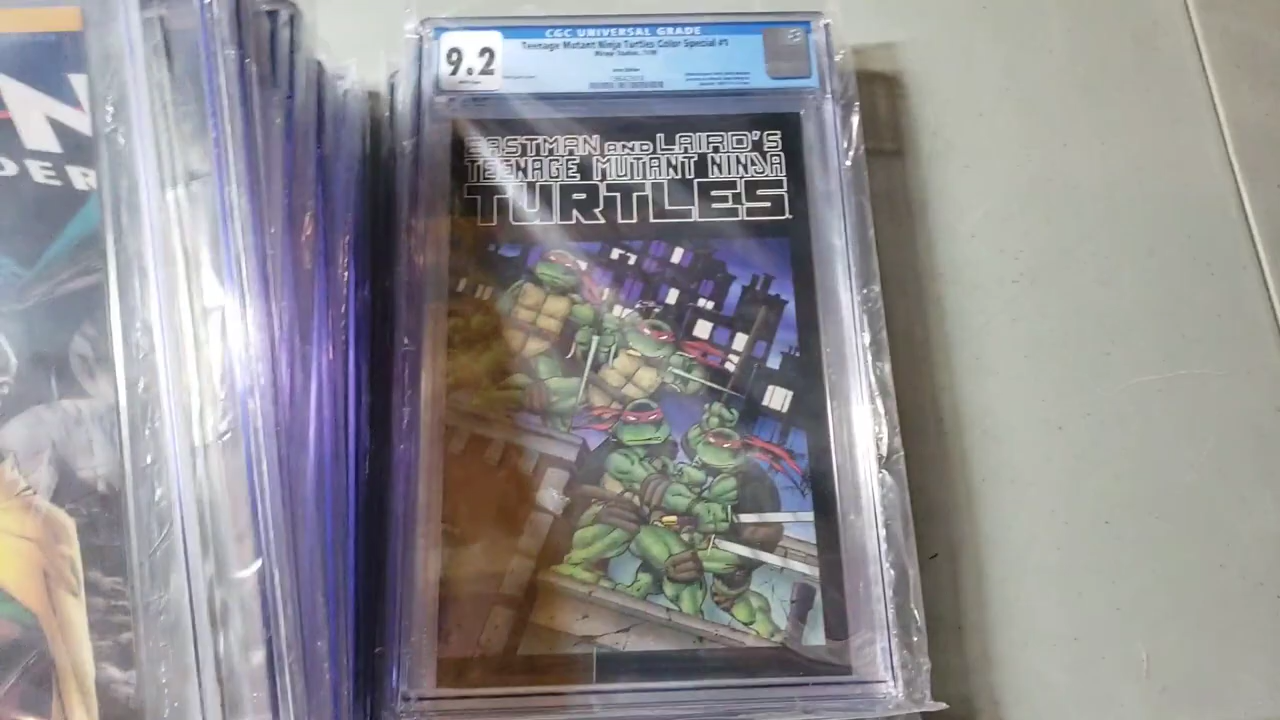 N
DER
CGC UNIVERSAL GRADE
9.2
Teenage Mutant Ninja Turtles Color Special #1
EASTMAN AND LAIRD'S
TEENAGE MUTANT NINJA
TURTLES